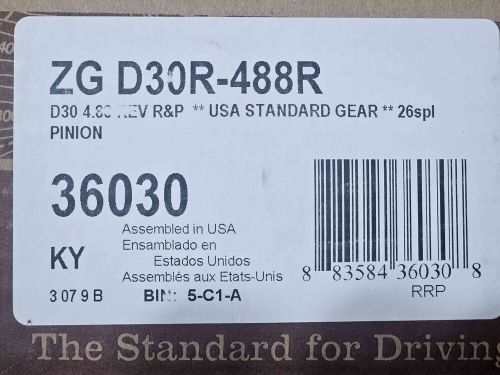 ZG D30R-488R
D30 4.88 REV R&P ** USA STANDARD GEAR ** 26spl
PINION
36030
Assembled in USA
Ensamblado en
Estados Unidos
Assemblés aux Etats-Unis
KY
3 07 9 B
BIN: 5-C1-A
8 83584 36030 8
RRP
The Standard for Driving